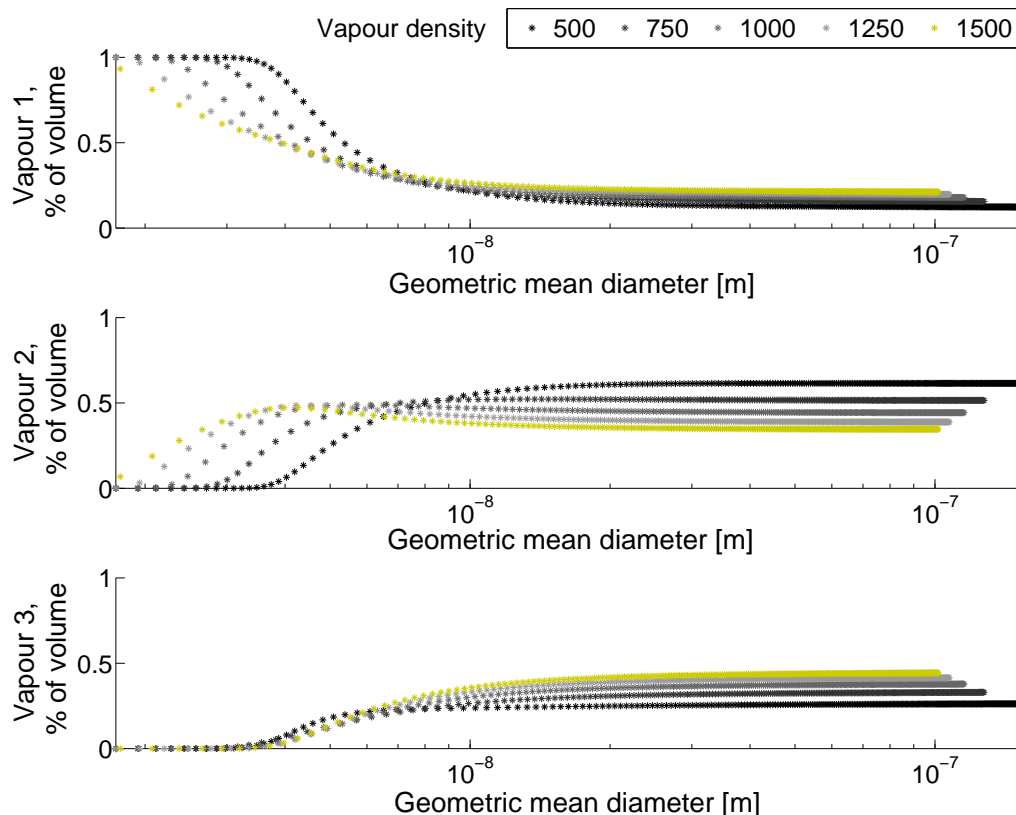 Vapour density 500 750 1000 1250 1500
Vapour 1,
% of volume
1
0.5
0
10⁻⁸ 10⁻⁷
Geometric mean diameter [m]
Vapour 2,
% of volume
1
0.5
0
10⁻⁸ 10⁻⁷
Geometric mean diameter [m]
Vapour 3,
% of volume
1
0.5
0
10⁻⁸ 10⁻⁷
Geometric mean diameter [m]